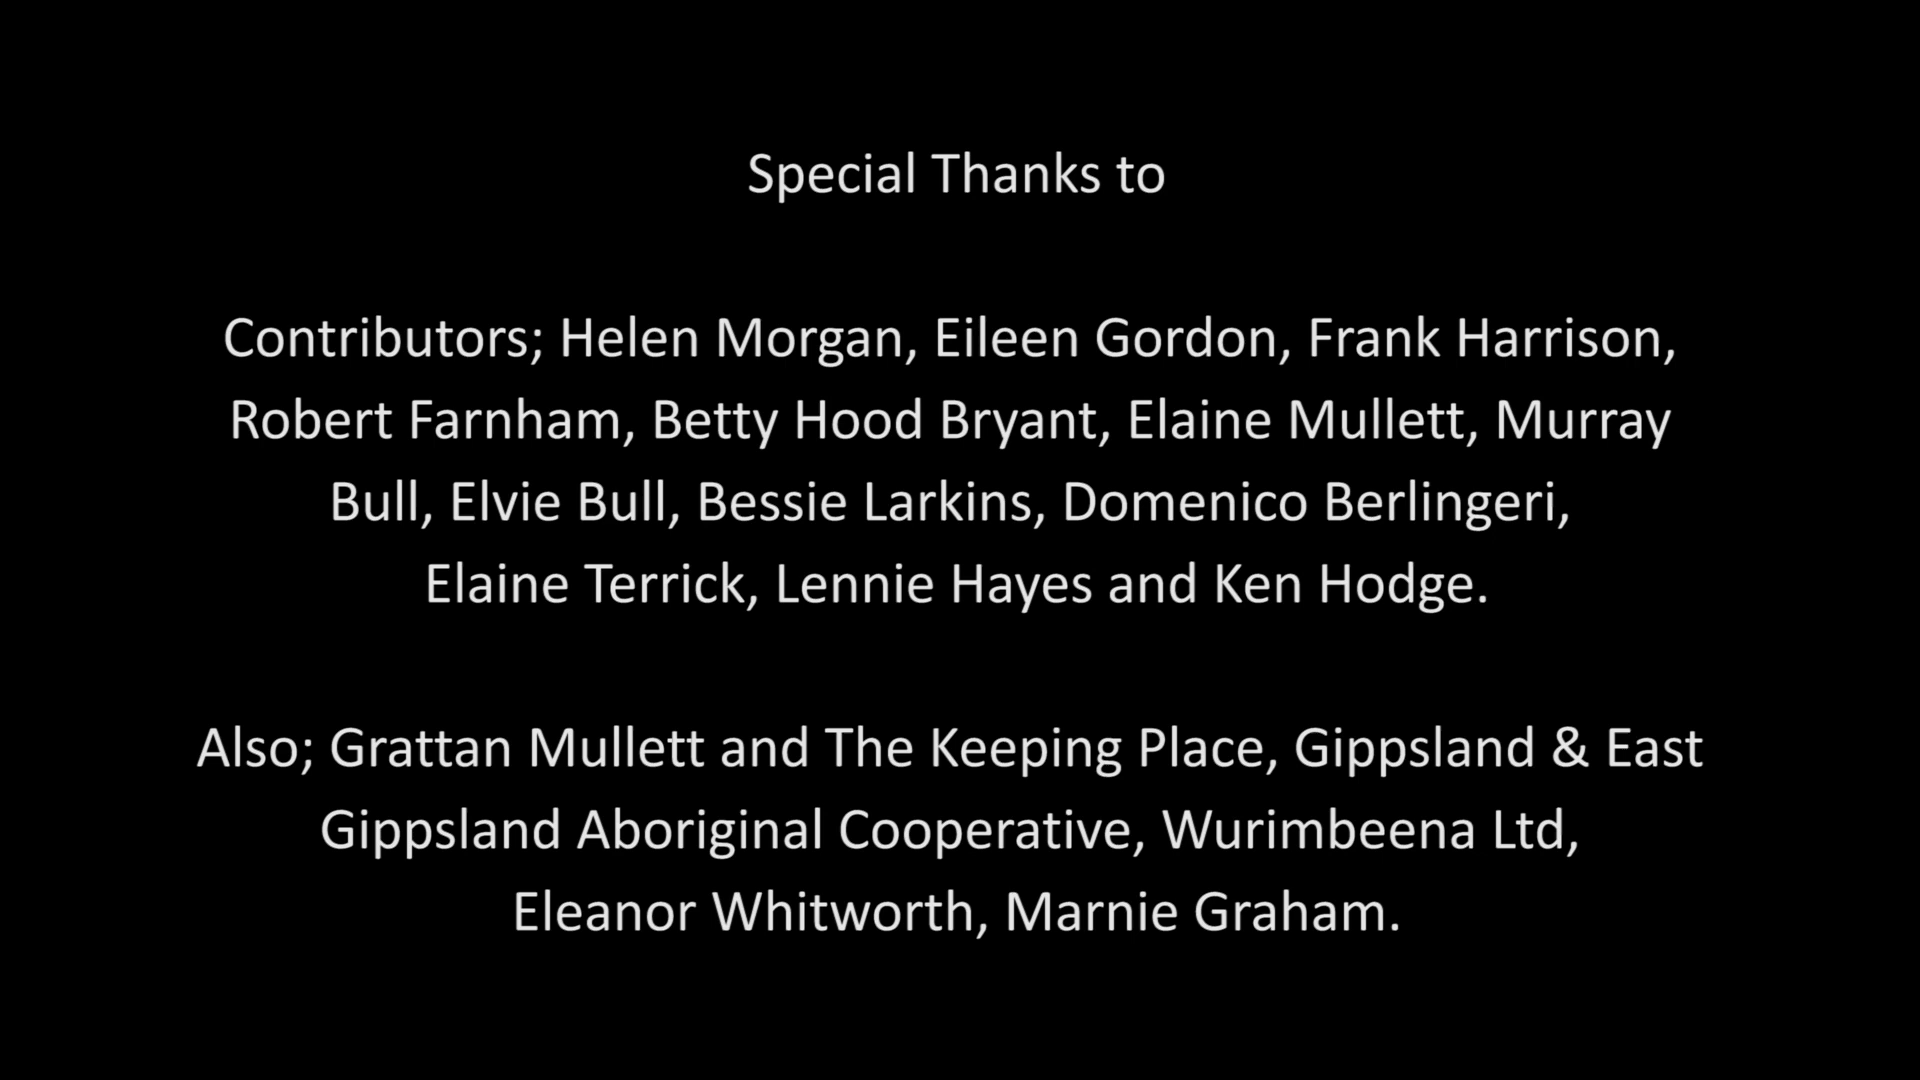 Special Thanks to
Contributors; Helen Morgan, Eileen Gordon, Frank Harrison,
Robert Farnham, Betty Hood Bryant, Elaine Mullett, Murray
Bull, Elvie Bull, Bessie Larkins, Domenico Berlingeri,
Elaine Terrick, Lennie Hayes and Ken Hodge.
Also; Grattan Mullett and The Keeping Place, Gippsland & East
Gippsland Aboriginal Cooperative, Wurimbeena Ltd,
Eleanor Whitworth, Marnie Graham.